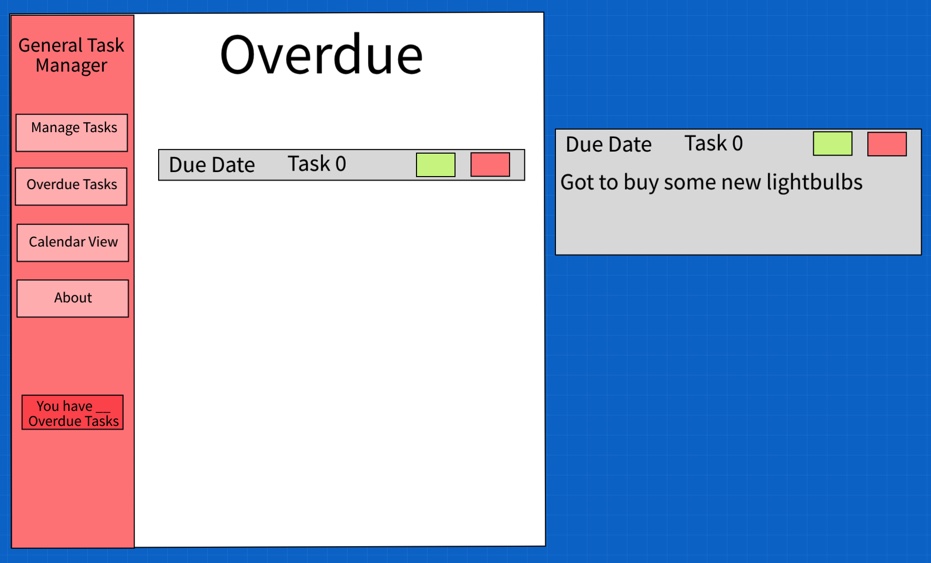 General Task
Manager
Manage Tasks
Overdue Tasks
Calendar View
About
You have __
Overdue Tasks
Overdue
Due Date Task 0
Due Date Task 0
Got to buy some new lightbulbs